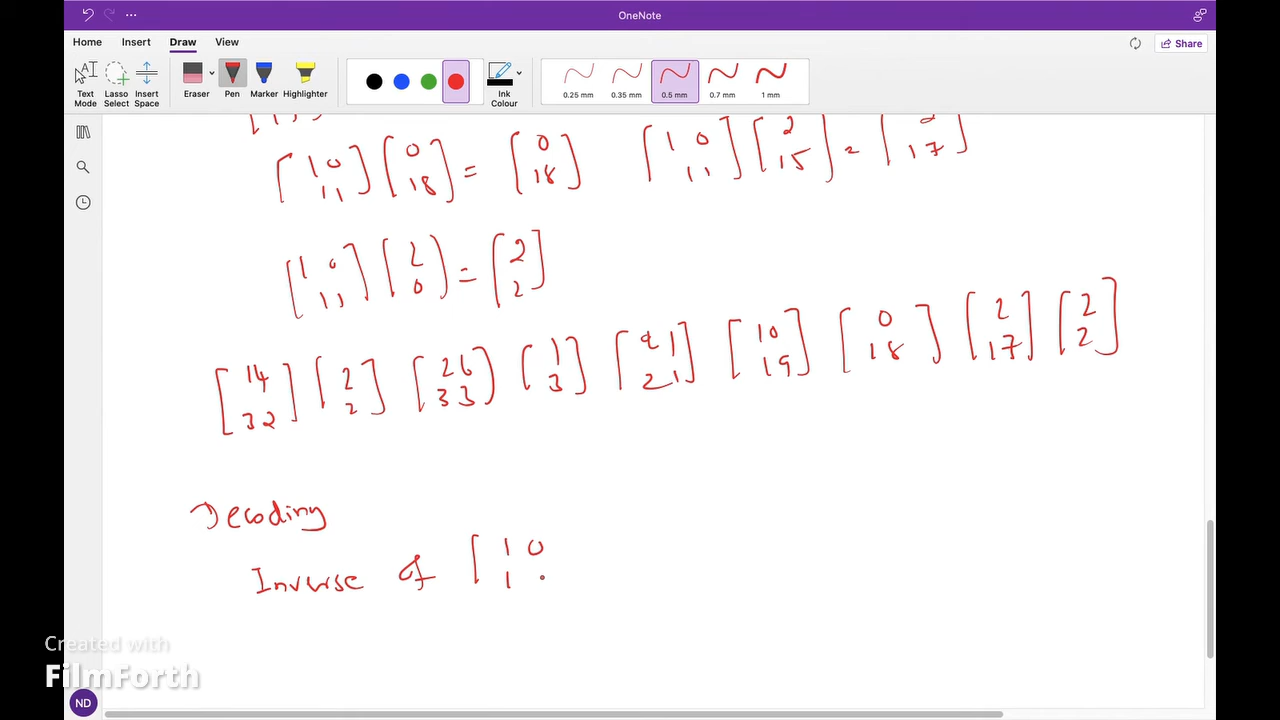 OneNote
Home Insert Draw View
Share
Text Mode Lasso Select Insert Space Eraser Pen Marker Highlighter Ink Colour 0.25 mm 0.35 mm 0.5 mm 0.7 mm 1 mm
[1 0 [0 = [0 [1 0 [2 =
1 1] 18] 18] 1 1] 15] 17]
[1 0 [2 = [2
1 1] 0] 2]
[14 [2 [26 [1 [ 1 [10 [0 [2 [2
32] 2] 33] 3] 21] 19] 18] 17] 2]
Decoding
Inverse of [1 0
1
Created with
FilmForth
ND